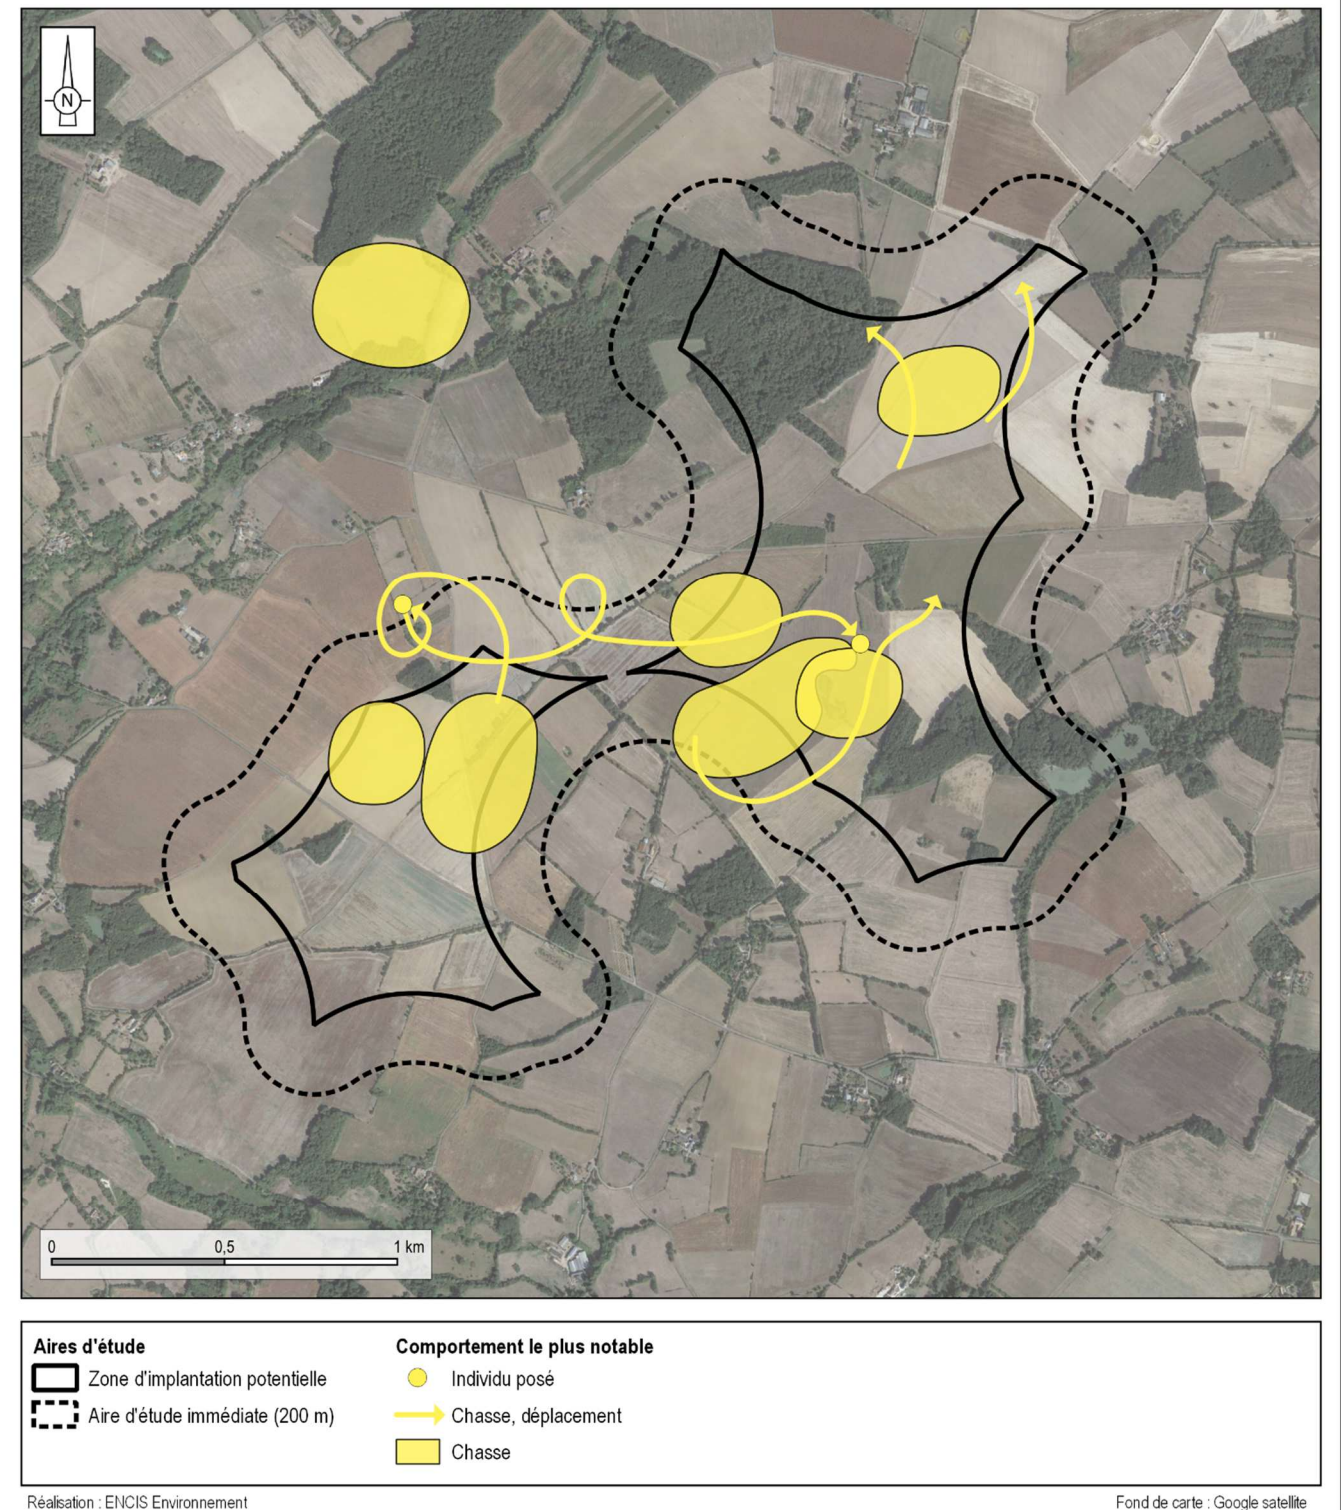 N
0 0,5 1 km
Aires d'étude
Zone d'implantation potentielle
Aire d'étude immédiate (200 m)
Comportement le plus notable
Individu posé
Chasse, déplacement
Chasse
Réalisation : ENCIS Environnement
Fond de carte : Google satellite